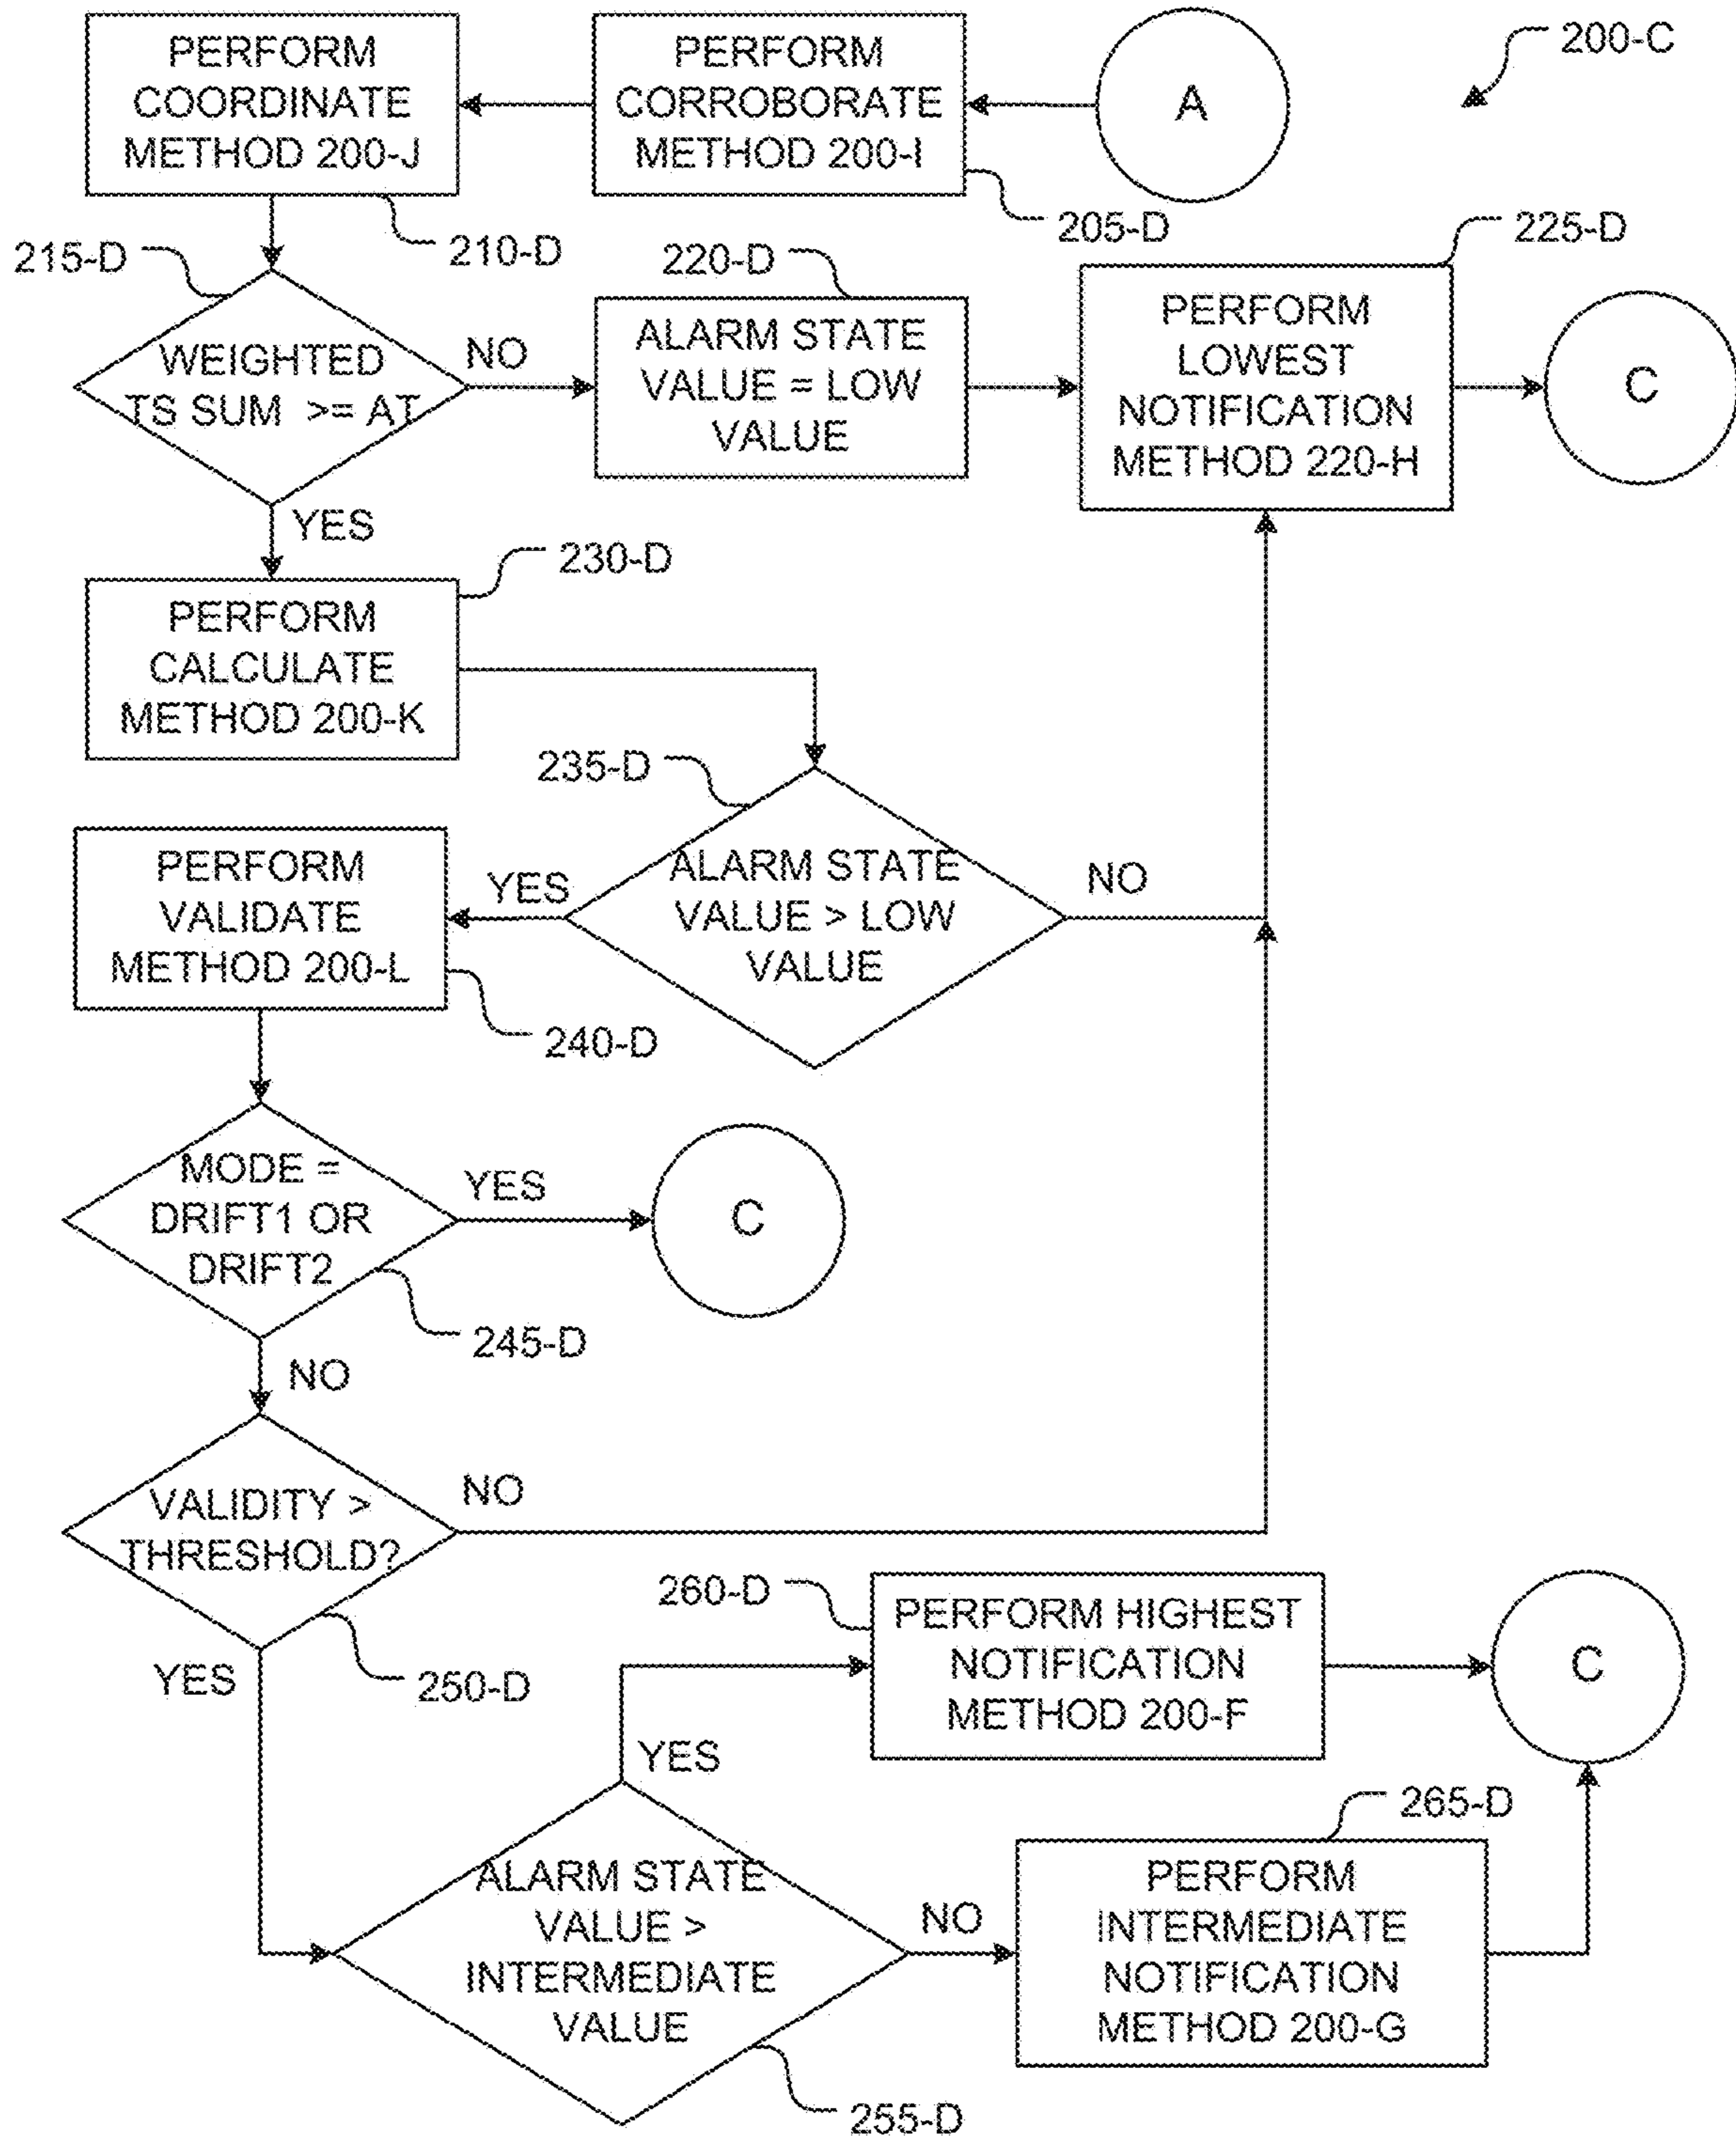 PERFORM
COORDINATE
METHOD 200-J
PERFORM
CORROBORATE
METHOD 200-I
A
200-C
210-D
205-D
215-D
WEIGHTED
TS SUM >= AT
NO
YES
220-D
ALARM STATE
VALUE = LOW
VALUE
225-D
PERFORM
LOWEST
NOTIFICATION
METHOD 220-H
C
230-D
PERFORM
CALCULATE
METHOD 200-K
235-D
ALARM STATE
VALUE > LOW
VALUE
YES
NO
PERFORM
VALIDATE
METHOD 200-L
240-D
MODE =
DRIFT1 OR
DRIFT2
YES
C
245-D
NO
VALIDITY >
THRESHOLD?
NO
YES
250-D
260-D
PERFORM HIGHEST
NOTIFICATION
METHOD 200-F
C
YES
ALARM STATE
VALUE >
INTERMEDIATE
VALUE
NO
255-D
265-D
PERFORM
INTERMEDIATE
NOTIFICATION
METHOD 200-G